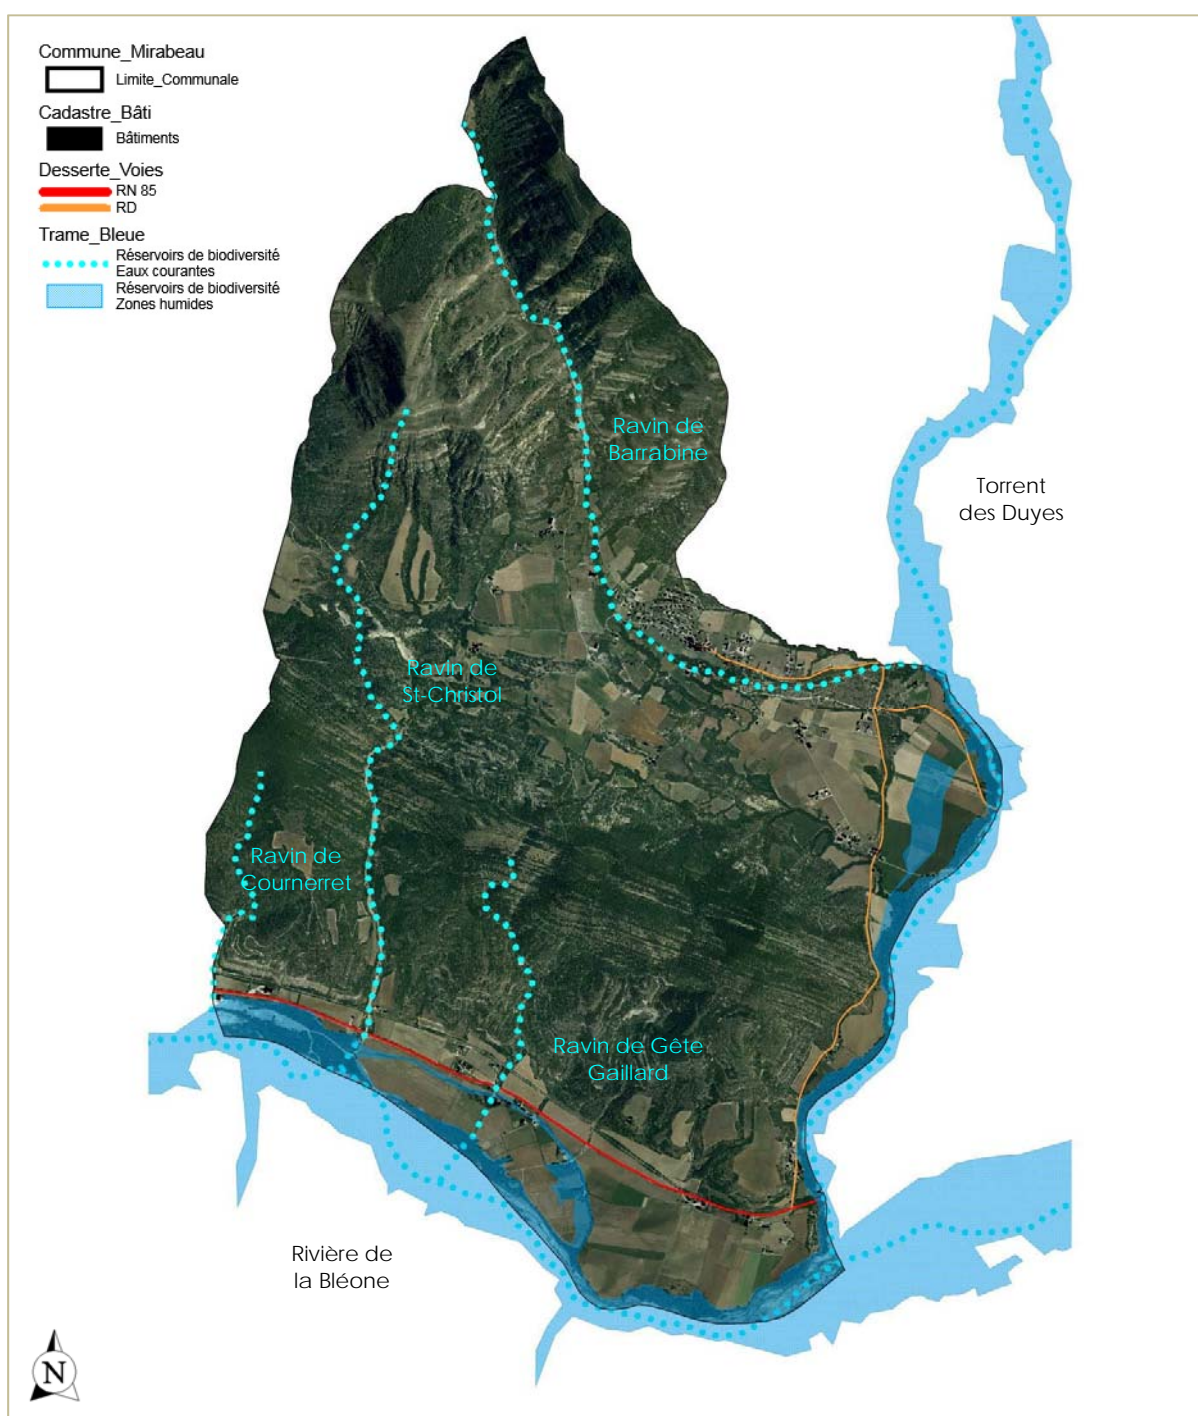 Commune_Mirabeau
Limite_Communale
Cadastre_Bâti
Bâtiments
Desserte_Voies
RN 85
RD
Trame_Bleue
Réservoirs de biodiversité
Eaux courantes
Réservoirs de biodiversité
Zones humides
Ravin de
Barrabine
Torrent
des Duyes
Ravin de
St-Christol
Ravin de
Cournerret
Ravin de Gête
Gaillard
Rivière de
la Bléone
N